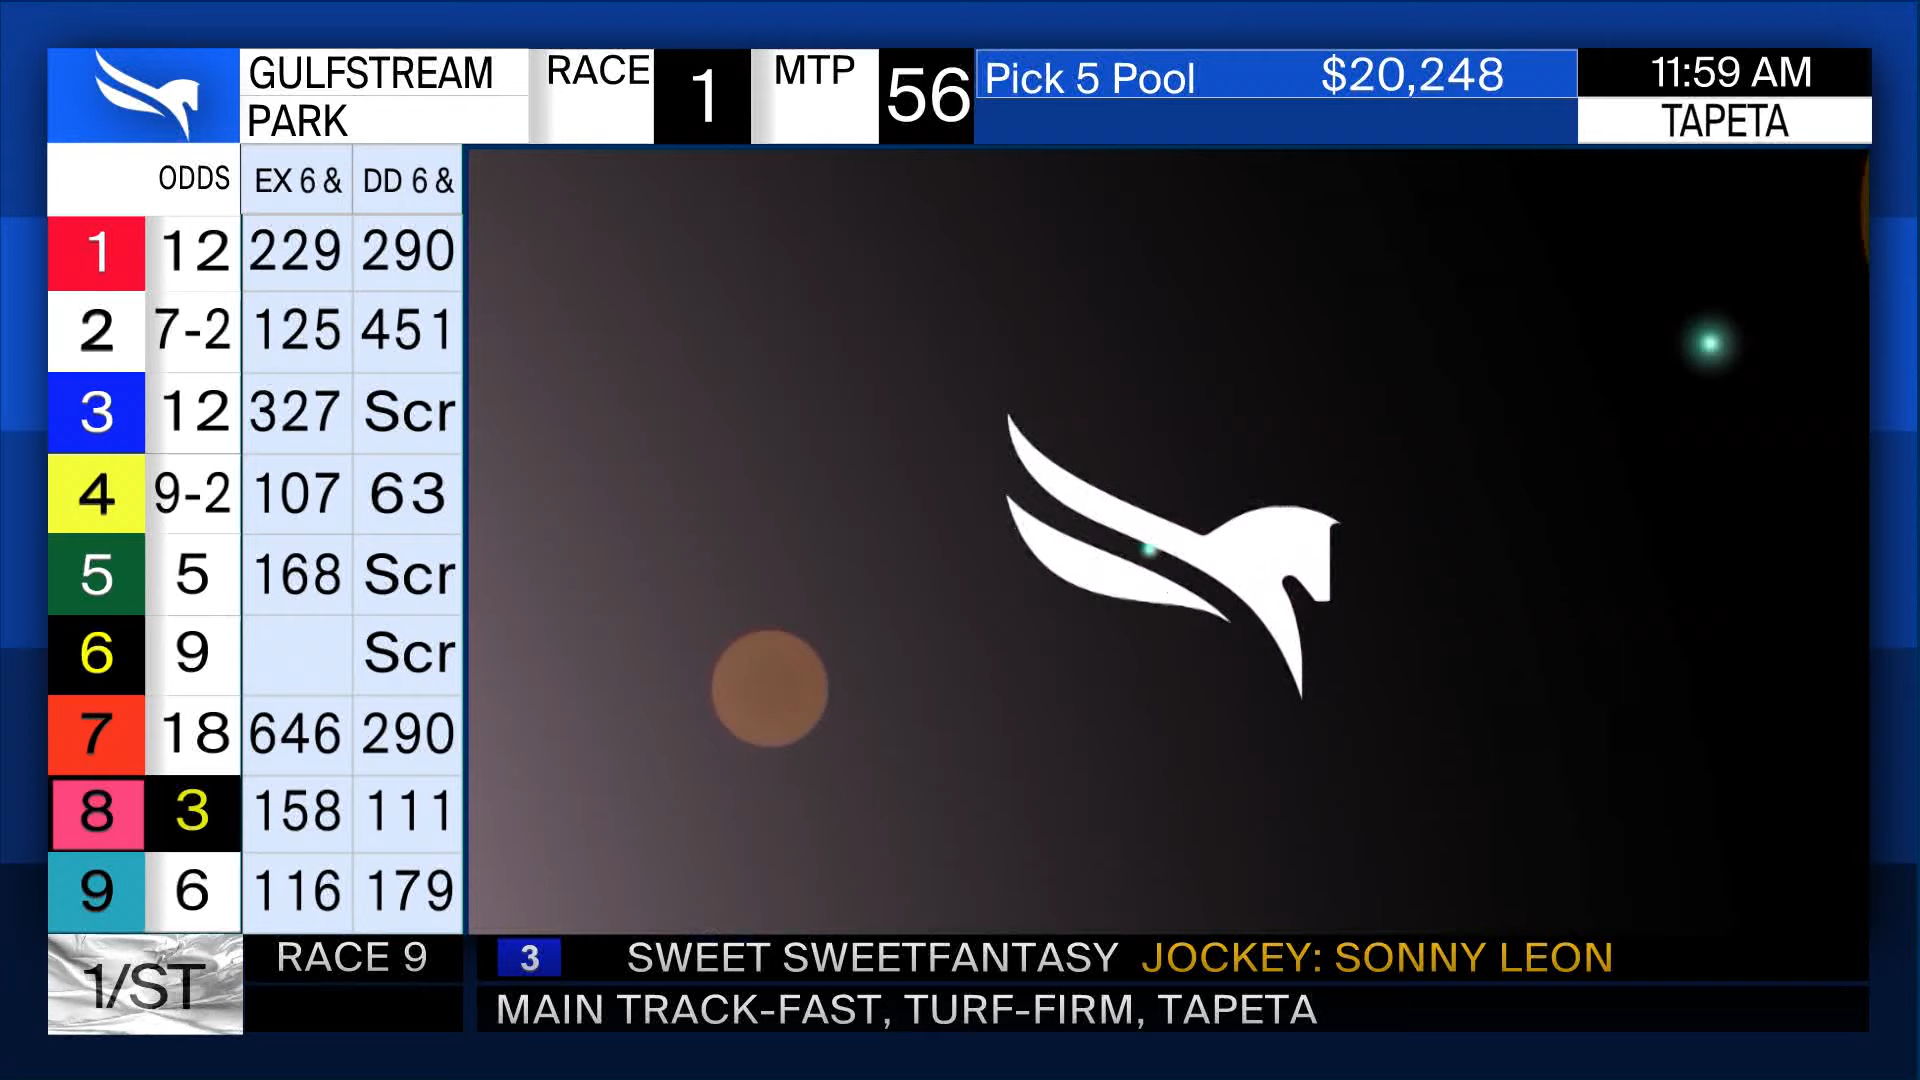 GULFSTREAM PARK RACE 1 MTP 56 Pick 5 Pool $20,248 11:59 AM
TAPETA
ODDS EX 6 & DD 6 &
1 12 229 290
2 7-2 125 451
3 12 327 Scr
4 9-2 107 63
5 5 168 Scr
6 9 Scr
7 18 646 290
8 3 158 111
9 6 116 179
1/ST RACE 9 3 SWEET SWEETFANTASY JOCKEY: SONNY LEON
MAIN TRACK-FAST, TURF-FIRM, TAPETA